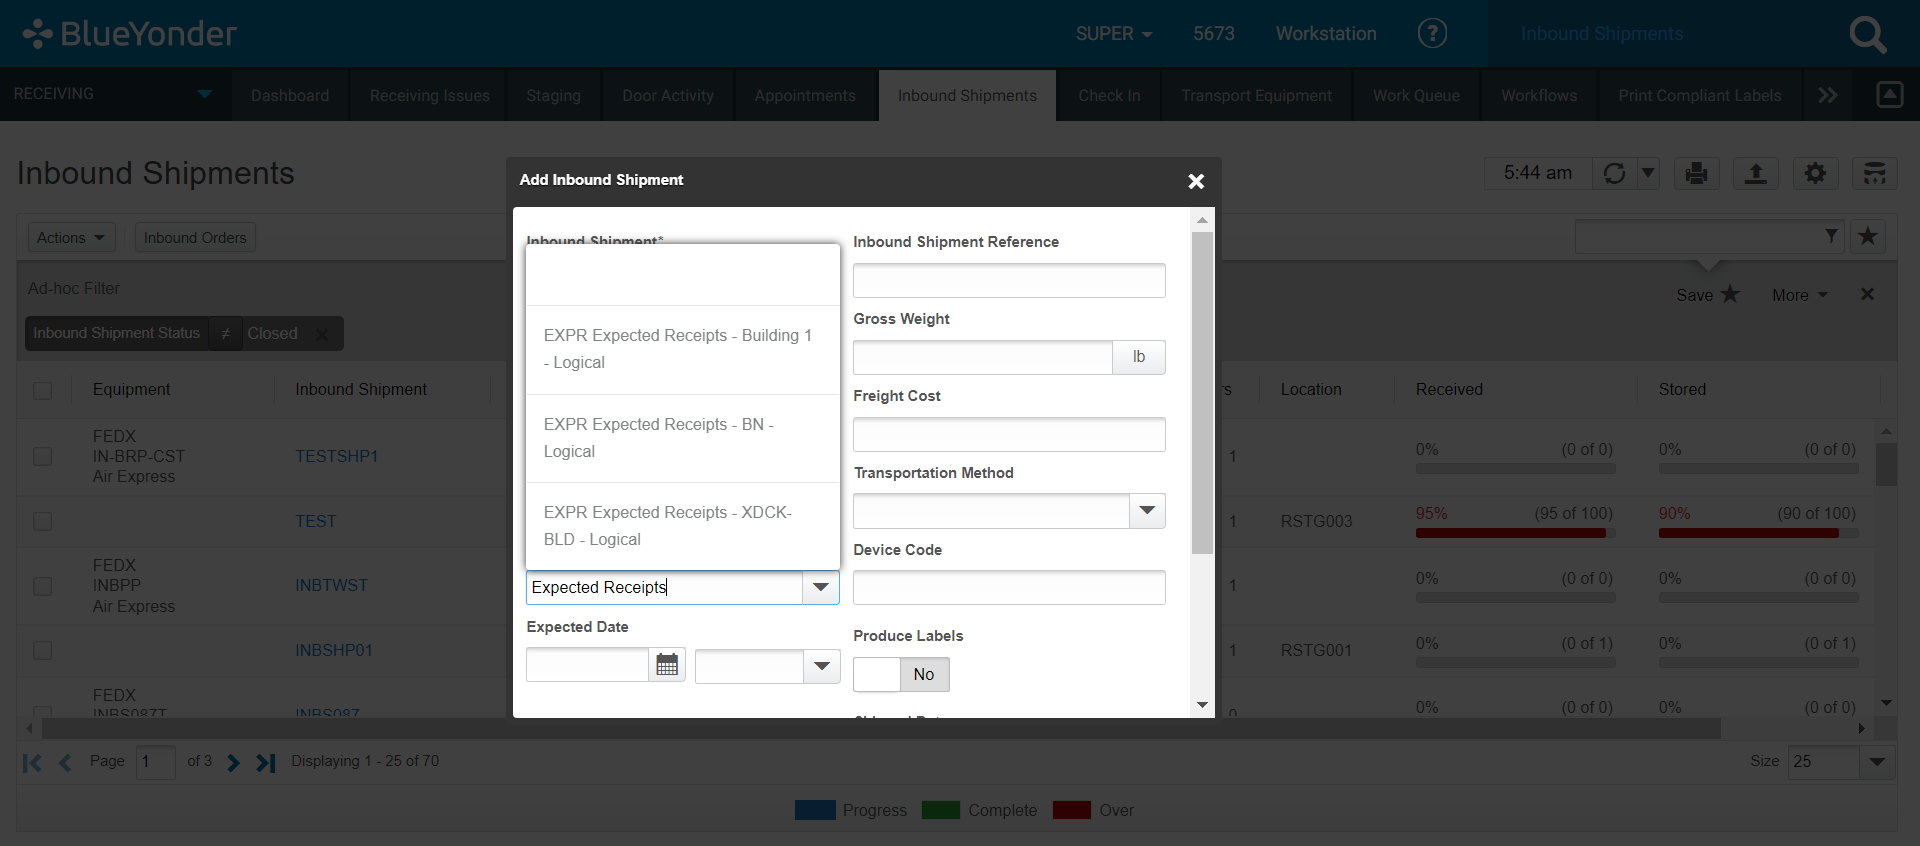 BlueYonder
SUPER
5673
Workstation
?
Inbound Shipments
RECEIVING
Dashboard
Receiving Issues
Staging
Door Activity
Appointments
Inbound Shipments
Check In
Transport Equipment
Work Queue
Workflows
Print Compliant Labels
Inbound Shipments
5:44 am
Actions
Inbound Orders
Ad-hoc Filter
Save
More
Inbound Shipment Status ≠ Closed
Equipment
Inbound Shipment
Location
Received
Stored
FEDX
IN-BRP-CST
Air Express
TESTSHP1
1
0% (0 of 0)
0% (0 of 0)
TEST
1
RSTG003
95% (95 of 100)
90% (90 of 100)
FEDX
INBPP
Air Express
INBTWST
1
0% (0 of 0)
0% (0 of 0)
INBSHP01
1
RSTG001
0% (0 of 1)
0% (0 of 1)
FEDX
INBS087T
INBS087
0
0% (0 of 0)
0% (0 of 0)
Add Inbound Shipment
Inbound Shipment*
EXPR Expected Receipts - Building 1
- Logical
EXPR Expected Receipts - BN -
Logical
EXPR Expected Receipts - XDCK-
BLD - Logical
Expected Receipts
Expected Date
Inbound Shipment Reference
Gross Weight
lb
Freight Cost
Transportation Method
Device Code
Produce Labels
No
Page 1 of 3
Displaying 1 - 25 of 70
Size 25
Progress
Complete
Over